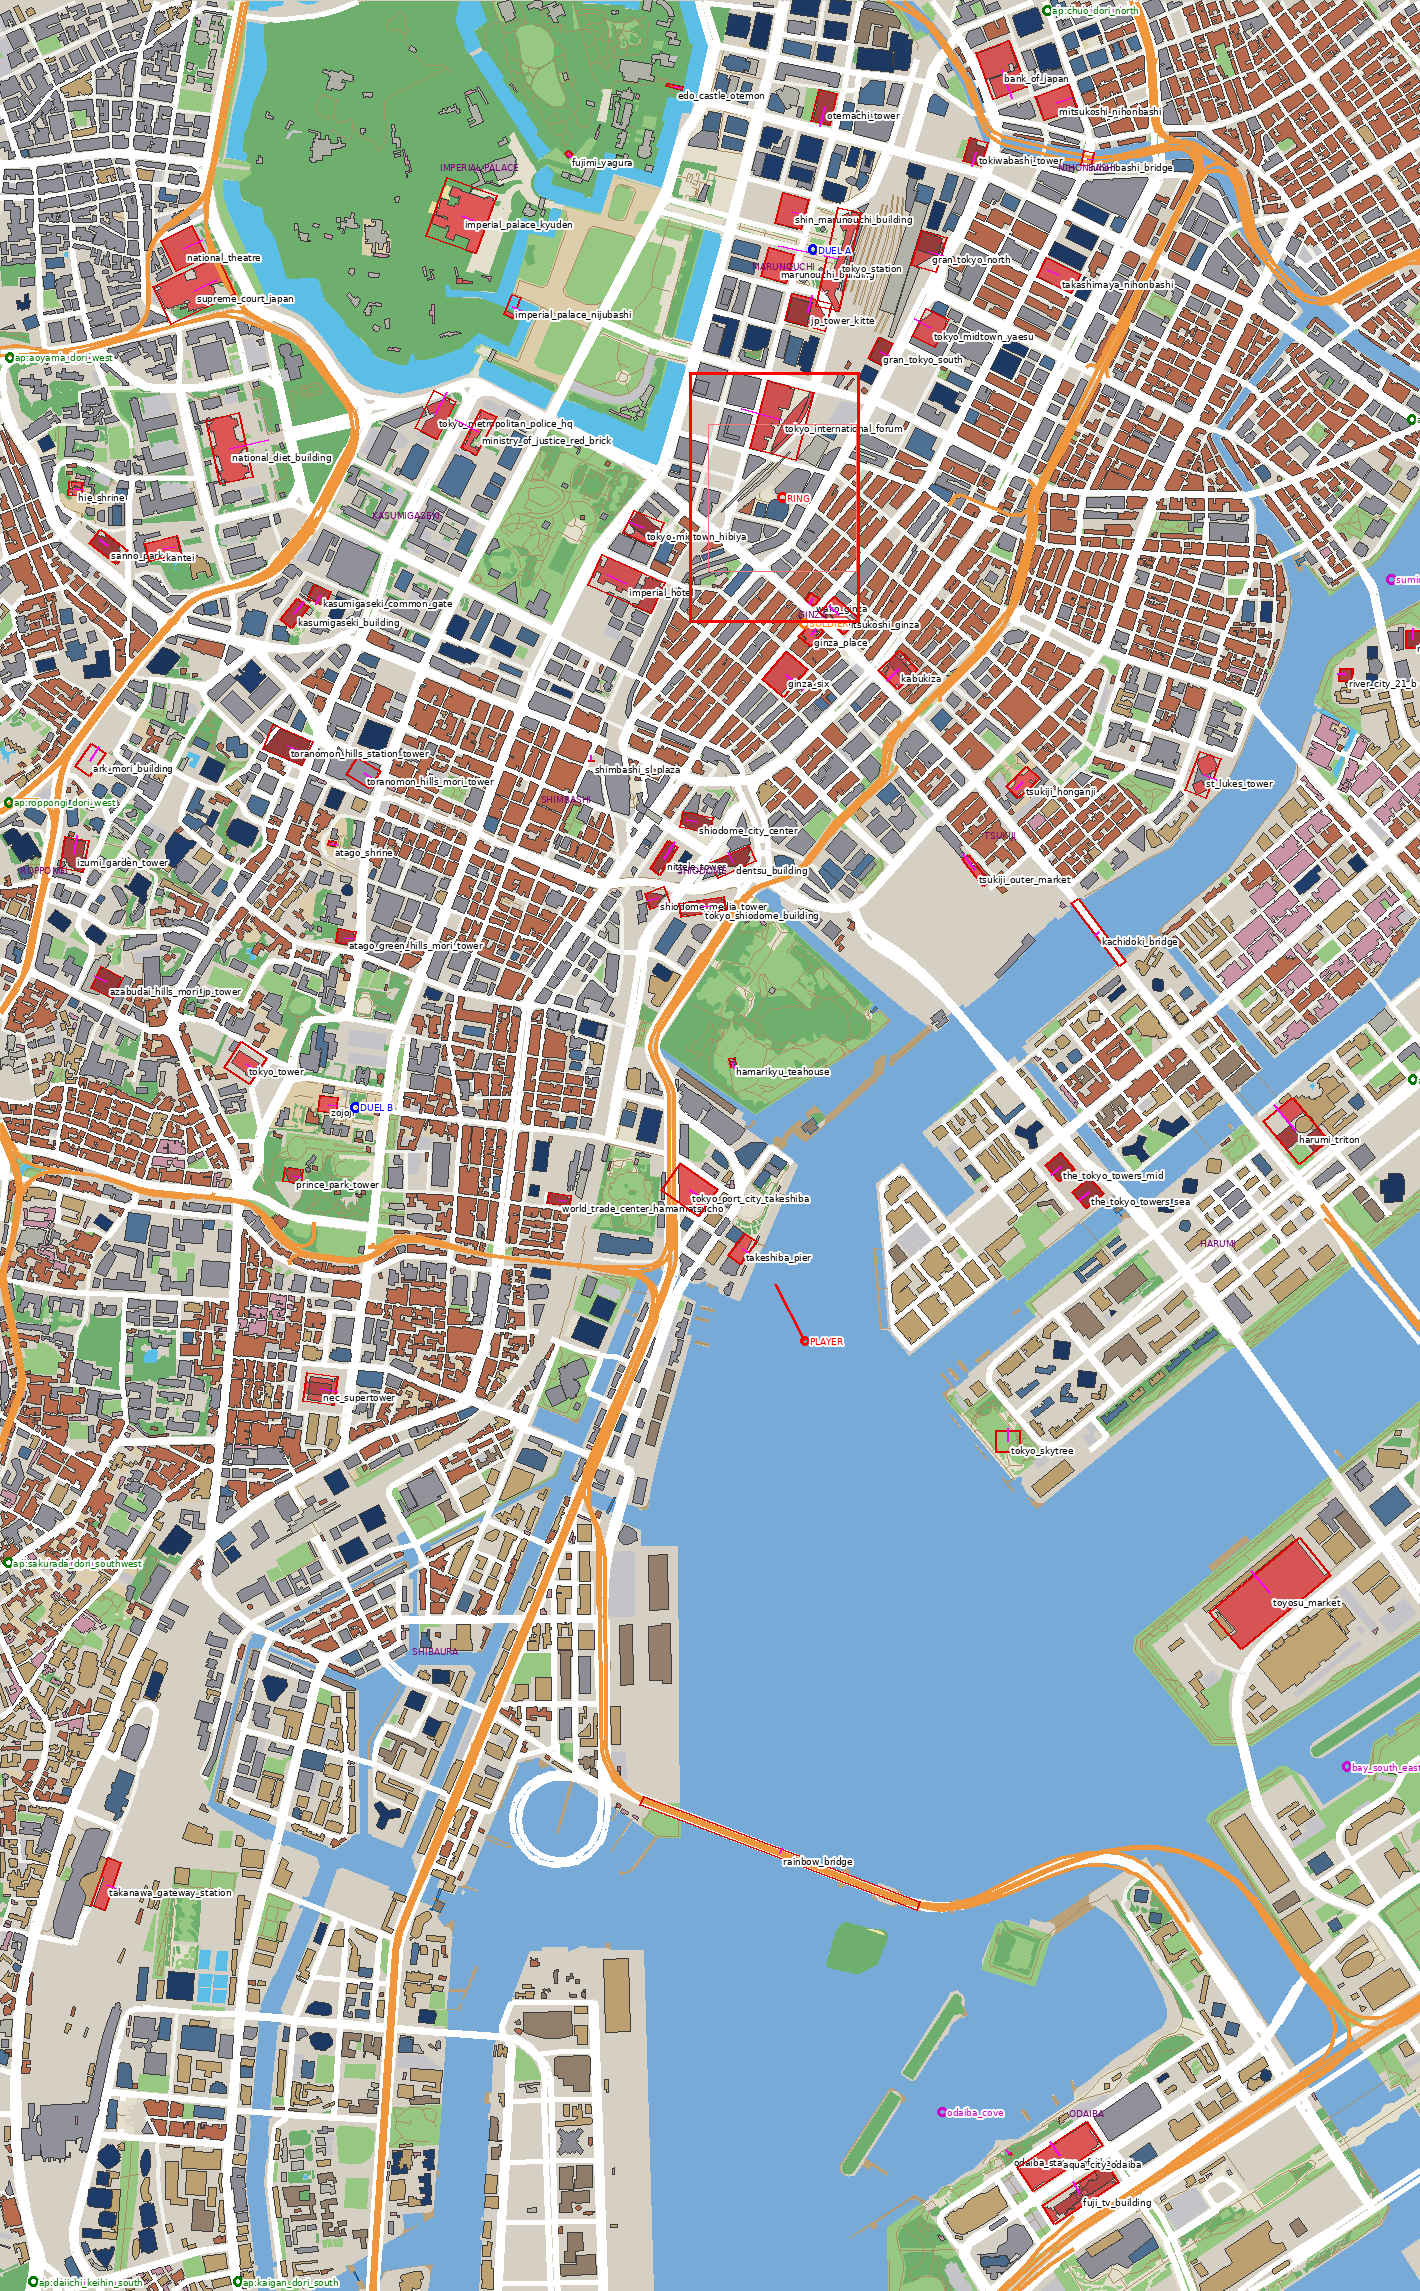 ap:chuo_dori_north
bank_of_japan
edo_castle_otemon
mitsukoshi_nihonbashi
otemachi_tower
fujimi_yagura
tokiwabashi_tower
IMPERIAL PALACE
imperial_palace_kyuden
shin_marunouchi_building
DUEL A
national_theatre
gran_tokyo_north
MARUNOUCHI
tokyo_station
takashimaya_nihonbashi
supreme_court_japan
imperial_palace_nijubashi
jp_tower_kitte
tokyo_midtown_yaesu
ap:aoyama_dori_west
gran_tokyo_south
tokyo_metropolitan_police_hq
tokyo_international_forum
ministry_of_justice_red_brick
national_diet_building
hie_shrine
RING
KASUMIGASEKI
tokyo_midtown_hibiya
kantei
imperial_hotel
kasumigaseki_common_gate
kasumigaseki_building
wako_ginza
ginza_place
kabukiza
ginza_six
river_city_21_b
toranomon_hills_station_tower
ark_mori_building
shimbashi_sl_plaza
toranomon_hills_mori_tower
st_lukes_tower
tsukiji_honganji
ap:roppongi_dori_west
SHIMBASHI
shiodome_city_center
TSUKIJI
atago_shrine
izumi_garden_tower
nittele_tower
dentsu_building
tsukiji_outer_market
shiodome_media_tower
tokyo_shiodome_building
kachidoki_bridge
atago_green_hills_mori_tower
azabudai_hills_mori_jp_tower
tokyo_tower
hamarikyu_teahouse
zojoji
DUEL B
harumi_triton
the_tokyo_towers_mid
prince_park_tower
tokyo_port_city_takeshiba
the_tokyo_towers_sea
world_trade_center_hamamatsucho
HARUMI
takeshiba_pier
PLAYER
nec_supertower
tokyo_skytree
ap:sakurada_dori_southwest
toyosu_market
SHIBAURA
bay_south_east
rainbow_bridge
takanawa_gateway_station
odaiba_cove
ODAIBA
aqua_city_odaiba
fuji_tv_building
ap:daiichi_keihin_south
ap:kaigan_dori_south